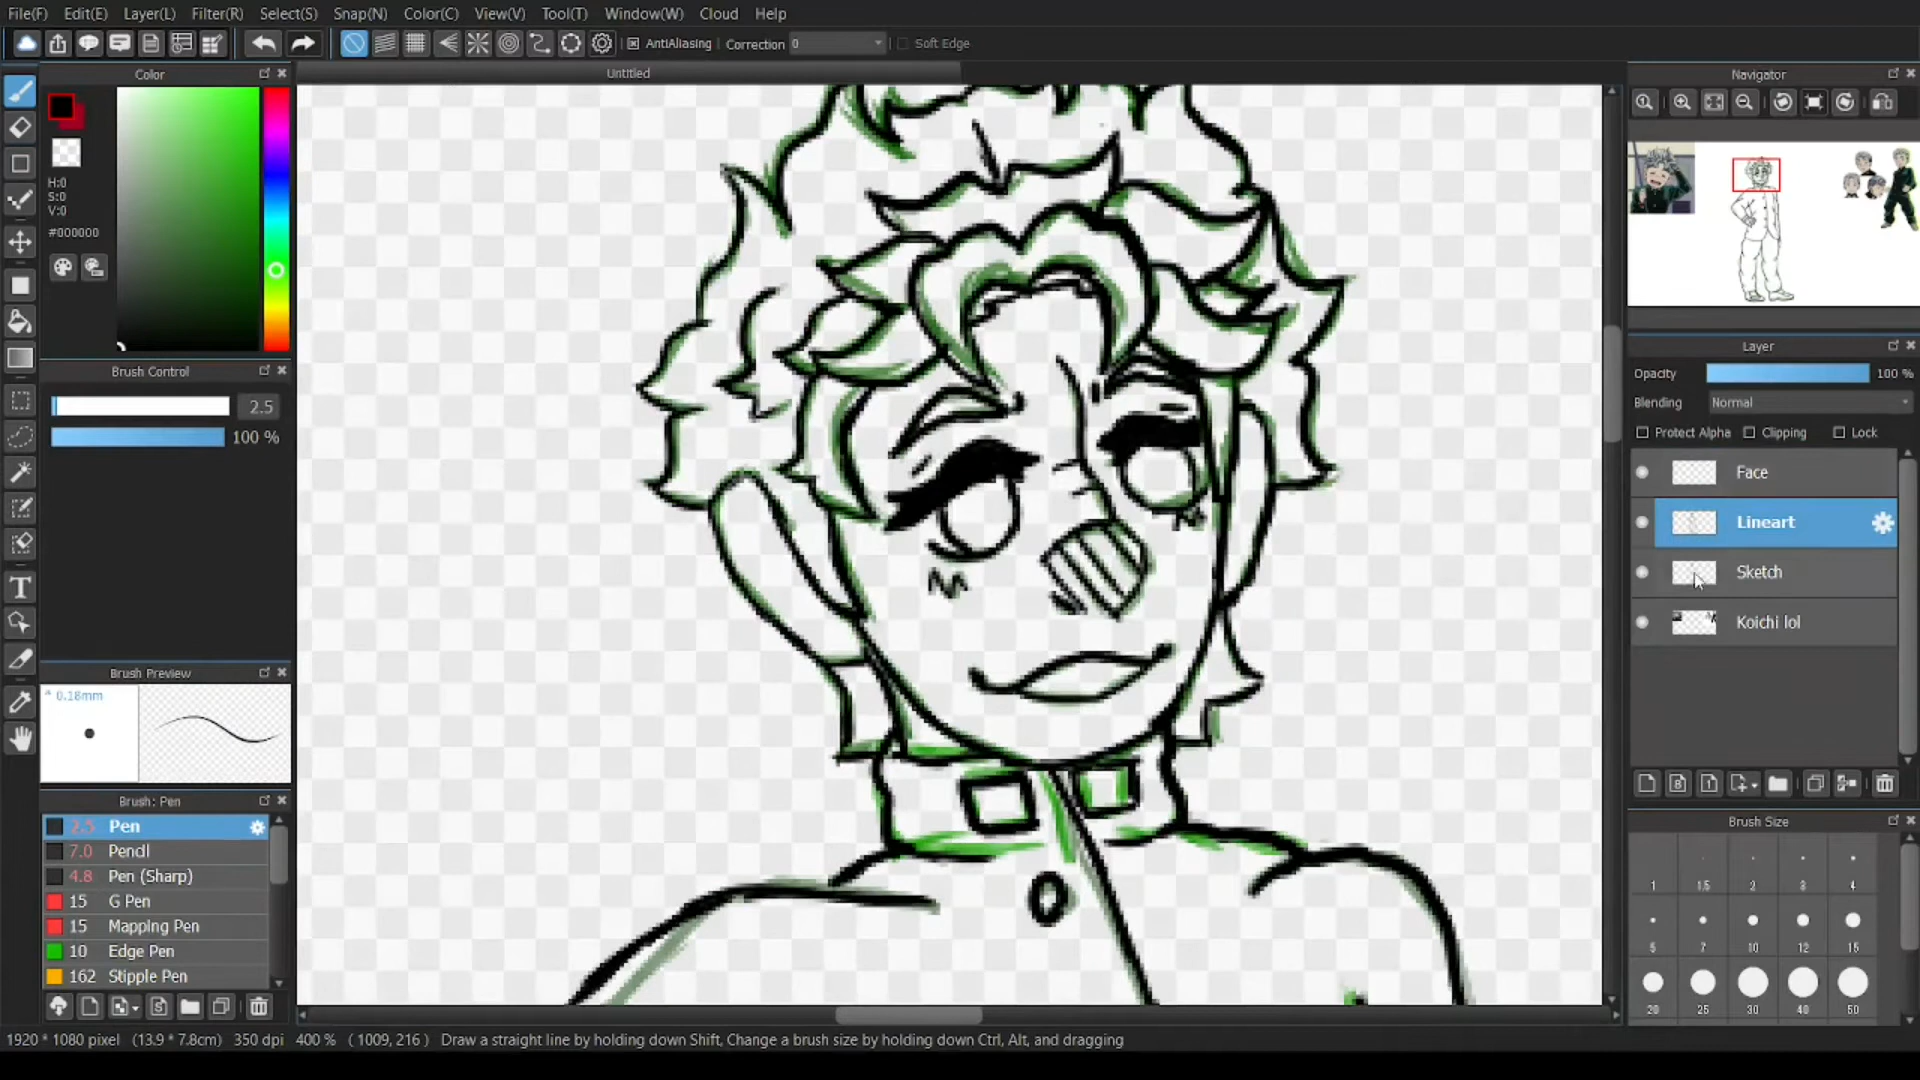 File(F) Edit(E) Layer(L) Filter(R) Select(S) Snap(N) Color(C) View(V) Tool(T) Window(W) Cloud Help
AntiAliasing Correction 0 Soft Edge
Color
Untitled
Navigator
H:0
S:0
V:0
#000000
Brush Control
2.5
100 %
Layer
Opacity 100 %
Blending Normal
Protect Alpha Clipping Lock
Face
Lineart
Sketch
Koichi lol
Brush Preview
0.18mm
Brush: Pen
2.5 Pen
7.0 Pencil
4.8 Pen (Sharp)
15 G Pen
15 Mapping Pen
10 Edge Pen
162 Stipple Pen
Brush Size
1 1.5 2 3 4
5 7 10 12 15
20 25 30 40 50
1920 * 1080 pixel (13.9 * 7.8cm) 350 dpi 400 % ( 1009, 216 ) Draw a straight line by holding down Shift, Change a brush size by holding down Ctrl, Alt, and dragging